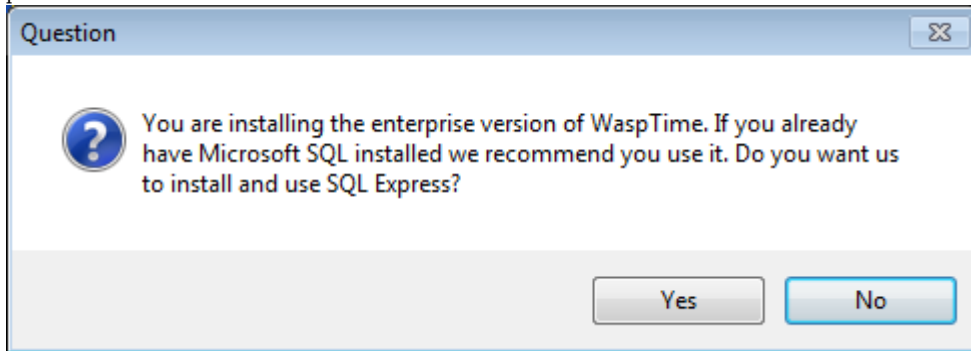 Question
You are installing the enterprise version of WaspTime. If you already
have Microsoft SQL installed we recommend you use it. Do you want us
to install and use SQL Express?
Yes No